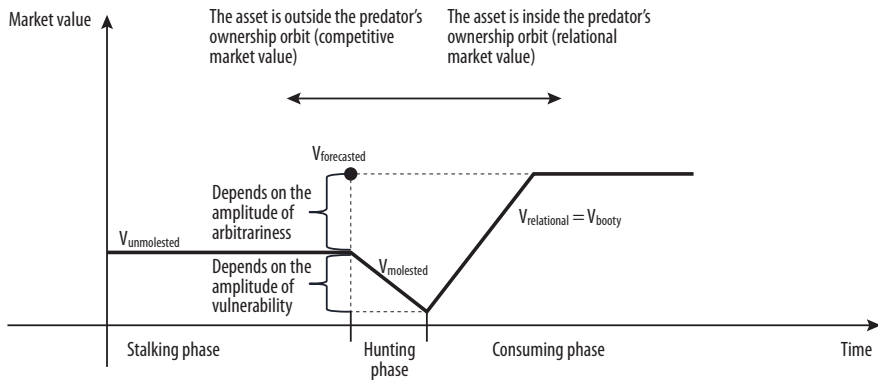 Market value
The asset is outside the predator's
ownership orbit (competitive
market value)
The asset is inside the predator's
ownership orbit (relational
market value)
Vforecasted
Depends on the
amplitude of
arbitrariness
Vunmolested
Depends on the
amplitude of
vulnerability
Vmolested
Vrelational = Vbooty
Stalking phase
Hunting
phase
Consuming phase
Time